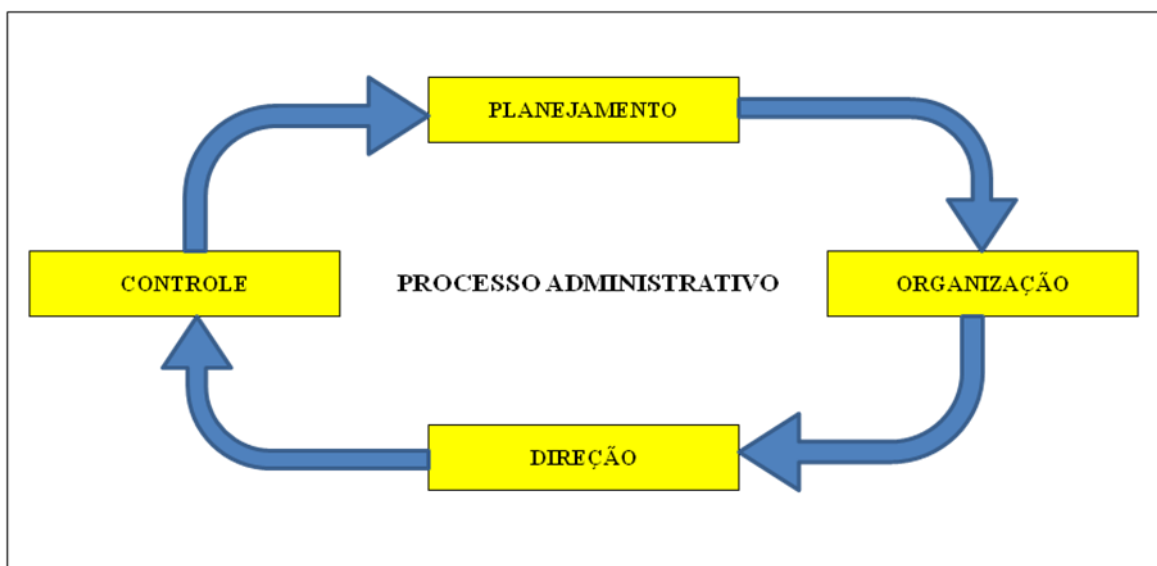 PLANEJAMENTO
CONTROLE
PROCESSO ADMINISTRATIVO
ORGANIZAÇÃO
DIREÇÃO